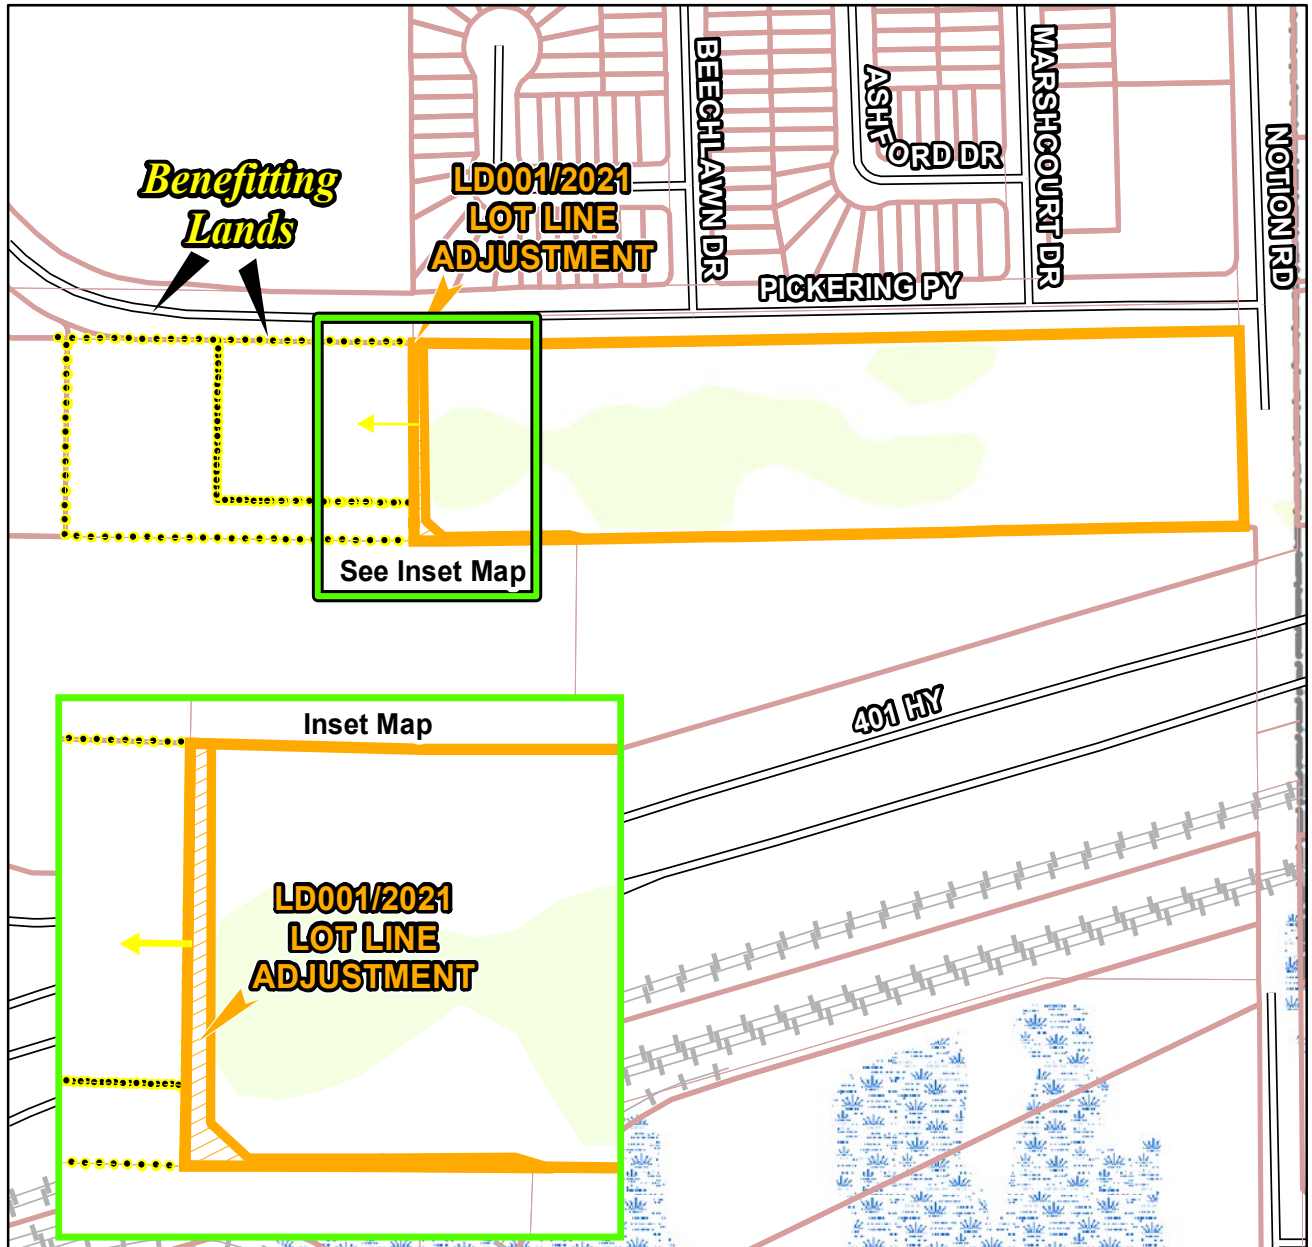 BEECHLAWN DR
ASHFORD DR
MARSHCOURT DR
NOTION RD
Benefitting
Lands
LD001/2021
LOT LINE
ADJUSTMENT
PICKERING PY
See Inset Map
401 HY
Inset Map
LD001/2021
LOT LINE
ADJUSTMENT